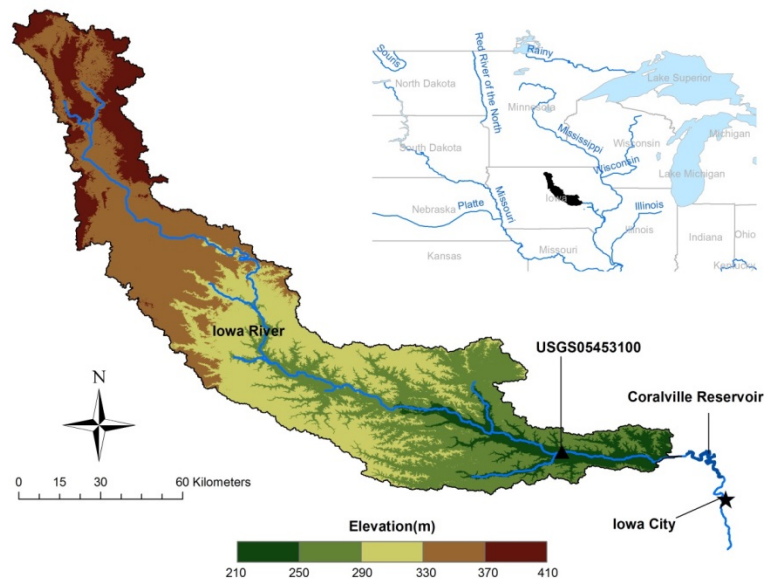 Souris
North Dakota
Red River of the North
Rainy
Lake Superior
Minnesota
South Dakota
Mississippi
Wisconsin
Michigan
Wisconsin
Lake Michigan
Iowa
Missouri
Nebraska
Platte
Illinois
Illinois
Indiana
Ohio
Kansas
Missouri
Kentucky
Iowa River
USGS05453100
Coralville Reservoir
Iowa City
N
0 15 30 60 Kilometers
Elevation(m)
210 250 290 330 370 410